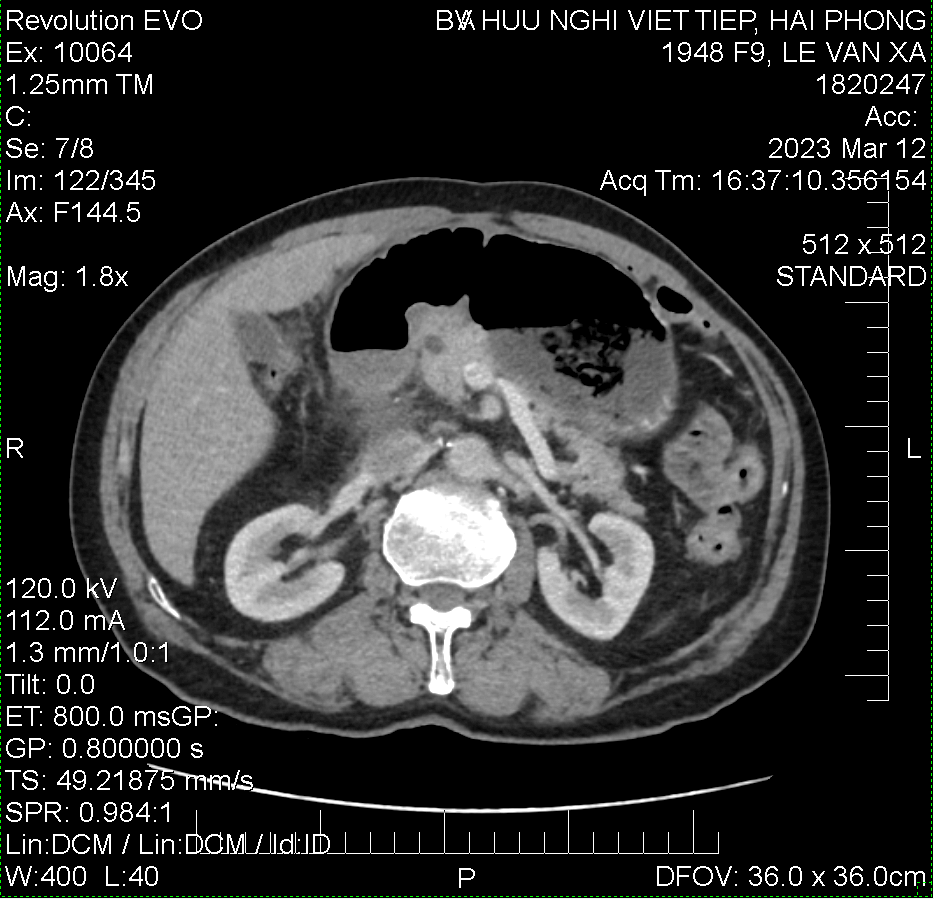 Revolution EVO
Ex: 10064
1.25mm TM
C:
Se: 7/8
Im: 122/345
Ax: F144.5
Mag: 1.8x
HUU NGHI VIET TIEP, HAI PHONG
1948 F9, LE VAN XA
1820247
Acc:
2023 Mar 12
Acq Tm: 16:37:10.356154
512 x 512
STANDARD
R
L
120.0 kV
112.0 mA
1.3 mm/1.0:1
Tilt: 0.0
ET: 800.0 msGP:
GP: 0.800000 s
TS: 49.21875 mm/s
SPR: 0.984:1
Lin:DCM / Lin:DCM / Id:ID
W:400 L:40
P
DFOV: 36.0 x 36.0cm